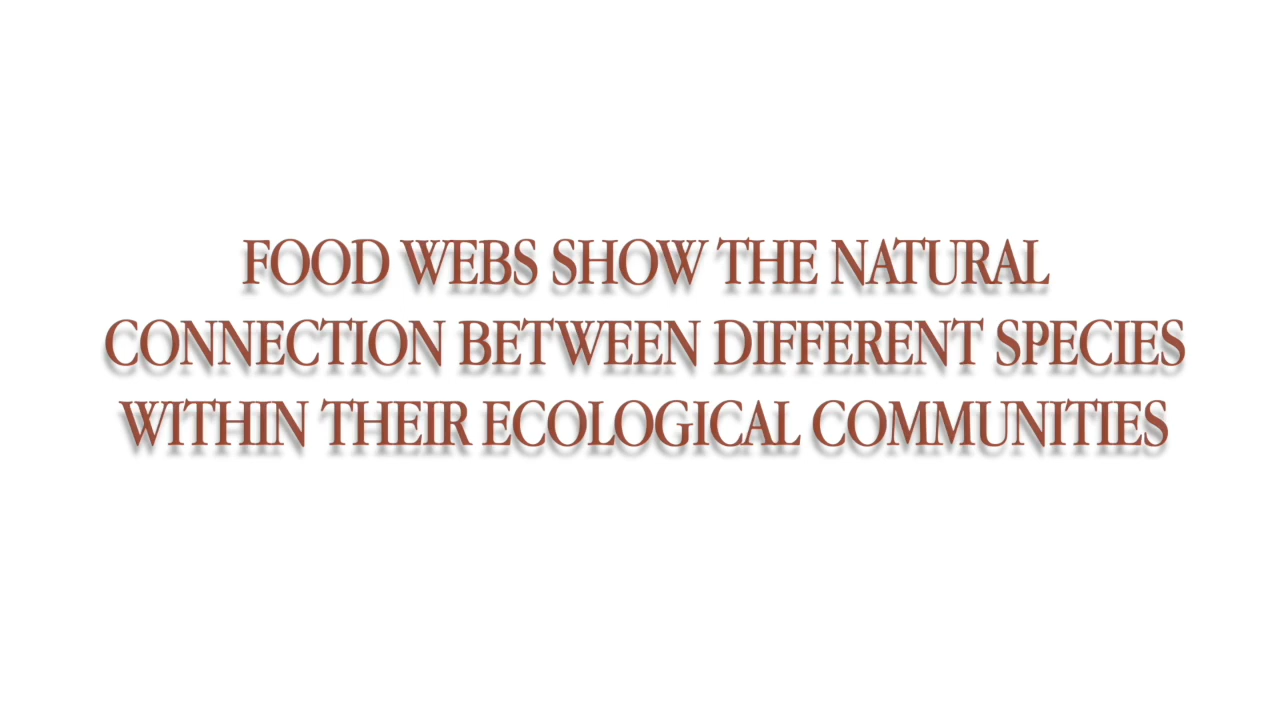 FOOD WEBS SHOW THE NATURAL
CONNECTION BETWEEN DIFFERENT SPECIES
WITHIN THEIR ECOLOGICAL COMMUNITIES